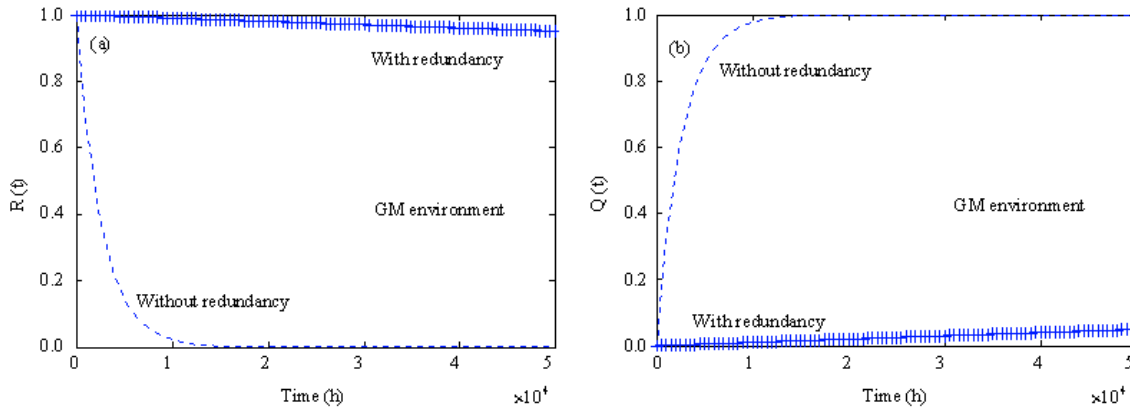 (a)
With redundancy
GM environment
Without redundancy
R (t)
1.0
0.8
0.6
0.4
0.2
0.0
0 1 2 3 4 5
Time (h)
×10⁴
(b)
Without redundancy
GM environment
With redundancy
Q (t)
1.0
0.8
0.6
0.4
0.2
0.0
0 1 2 3 4 5
Time (h)
×10⁴